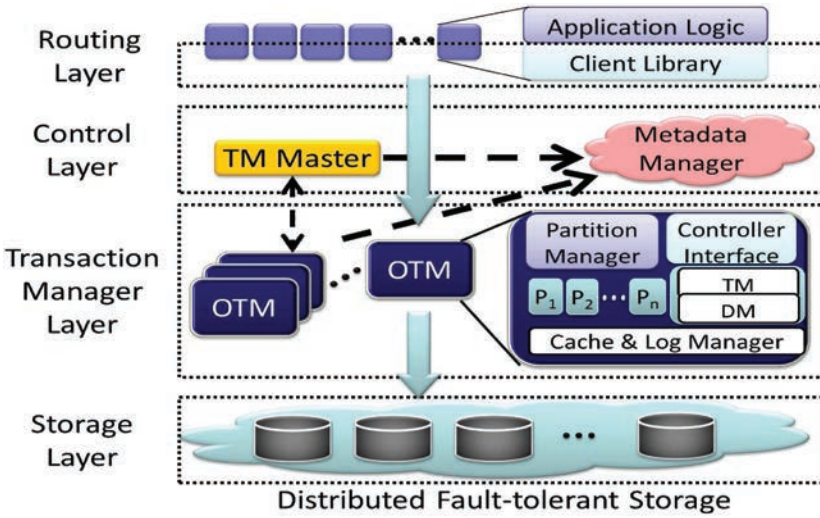 Routing
Layer
Application Logic
Client Library
Control
Layer
TM Master
Metadada
Manager
Transaction
Manager
Layer
OTM
OTM
Partition
Manager
Controller
Interface
P1 P2 ... Pn
TM
DM
Cache & Log Manager
Storage
Layer
Distributed Fault-tolerant Storage